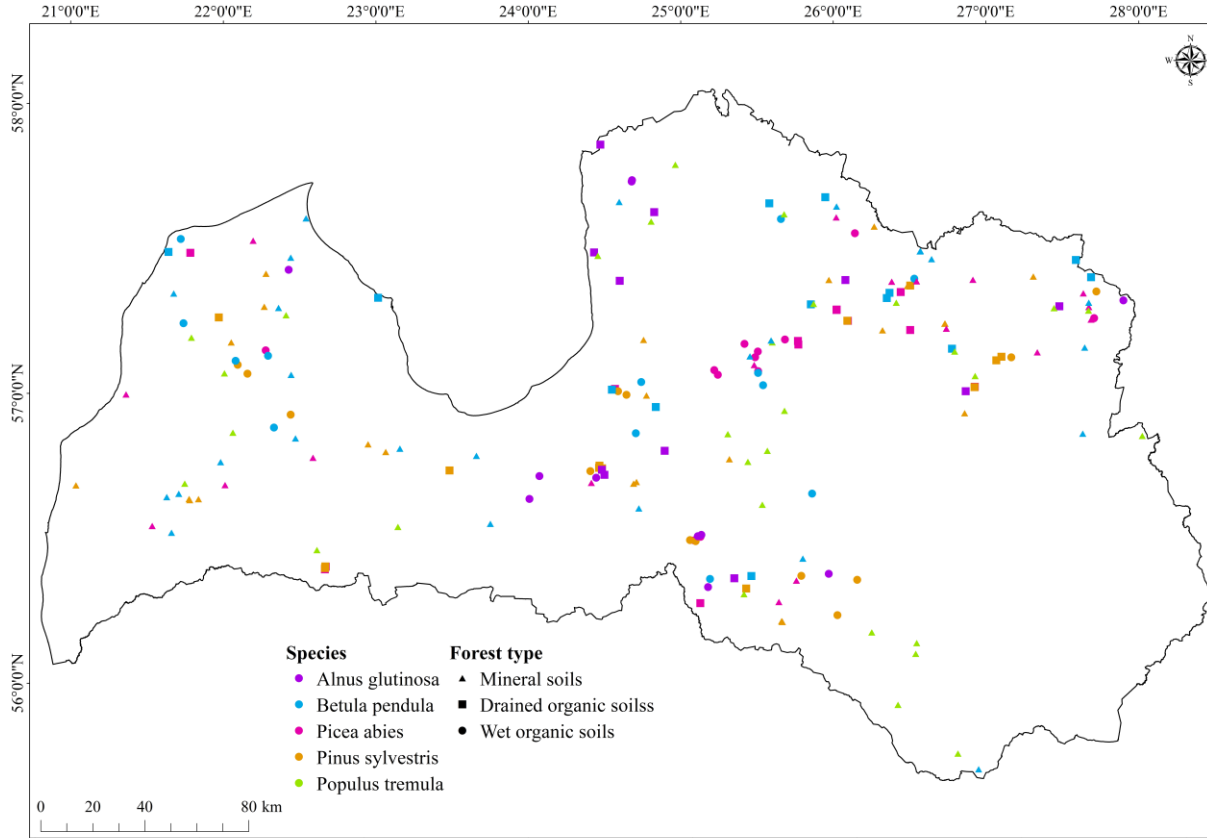 21°0'0"E 22°0'0"E 23°0'0"E 24°0'0"E 25°0'0"E 26°0'0"E 27°0'0"E 28°0'0"E
N
W
S
58°0'0"N
57°0'0"N
56°0'0"N
Species Forest type
Alnus glutinosa Mineral soils
Betula pendula Drained organic soilss
Picea abies Wet organic soils
Pinus sylvestris
Populus tremula
0 20 40 80 km